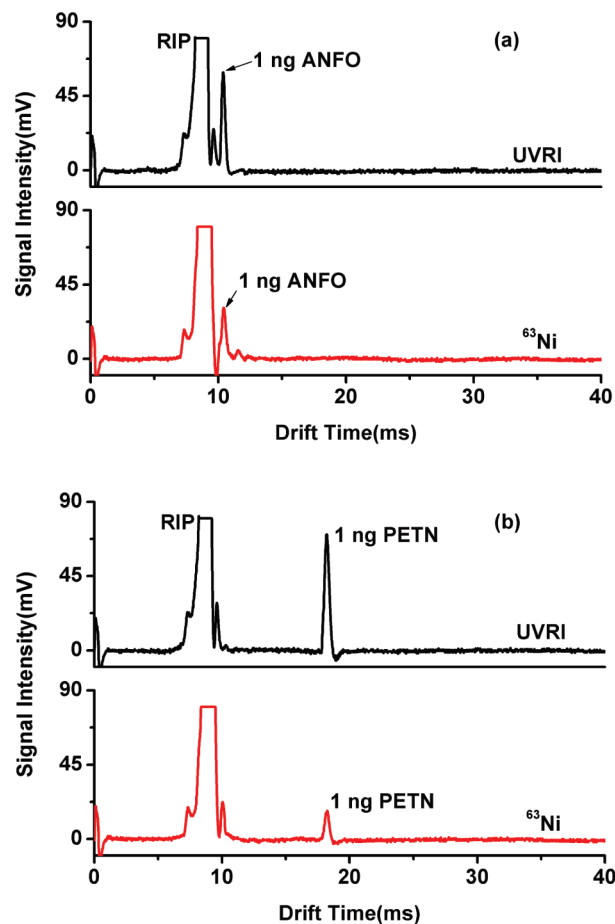 90
RIP
(a)
1 ng ANFO
45
0
UVRI
90
1 ng ANFO
45
0
63Ni
0 10 20 30 40
Drift Time(ms)
Signal Intensity(mV)
90
RIP
(b)
1 ng PETN
45
0
UVRI
90
45
1 ng PETN
0
63Ni
0 10 20 30 40
Drift Time(ms)
Signal Intensity(mV)